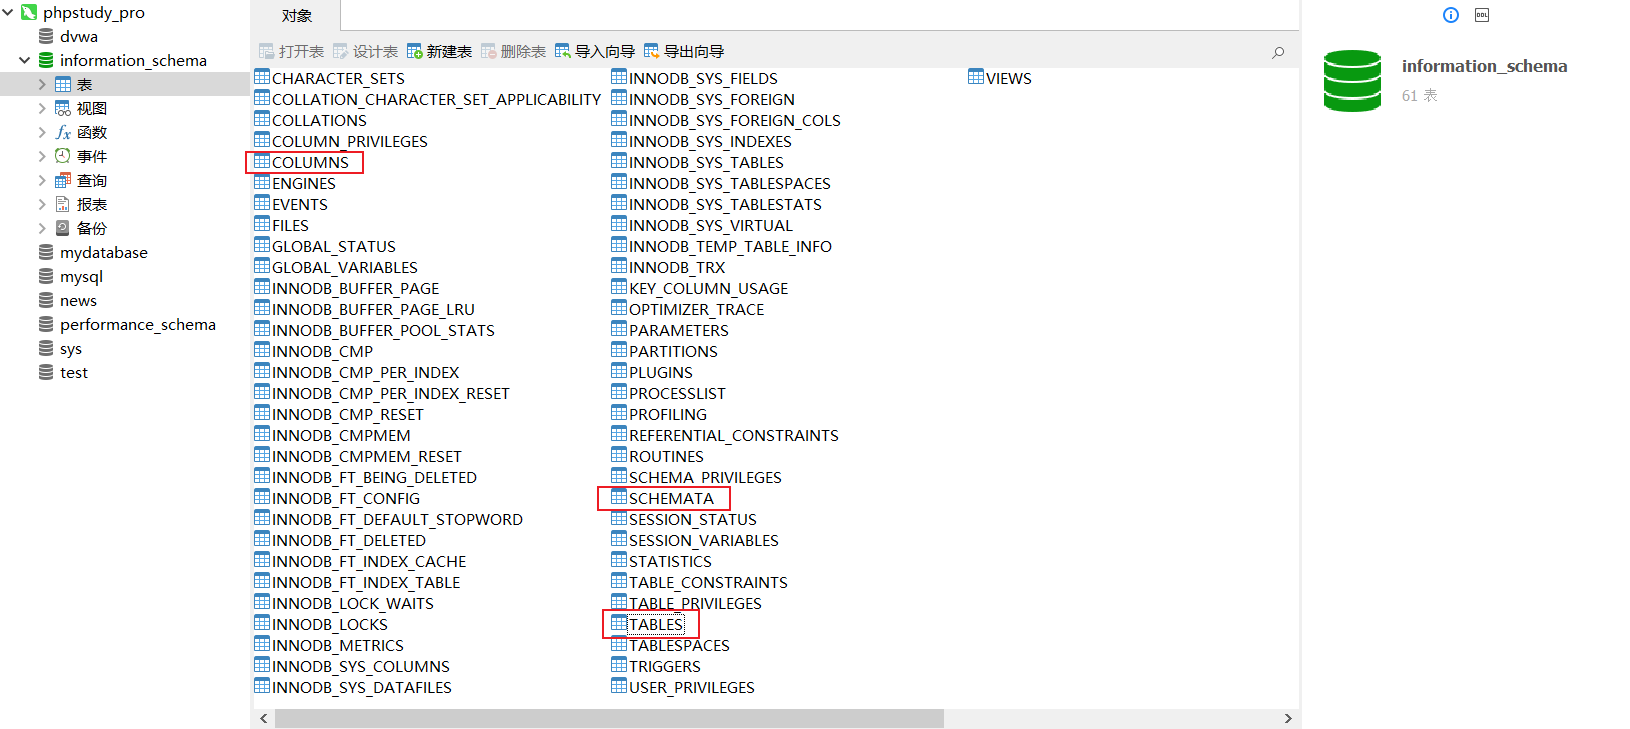 phpstudy_pro
dvwa
information_schema
表
视图
函数
事件
查询
报表
备份
mydatabase
mysql
news
performance_schema
sys
test
对象
打开表 设计表 新建表 删除表 导入向导 导出向导
CHARACTER_SETS
COLLATION_CHARACTER_SET_APPLICABILITY
COLLATIONS
COLUMN_PRIVILEGES
COLUMNS
ENGINES
EVENTS
FILES
GLOBAL_STATUS
GLOBAL_VARIABLES
INNODB_BUFFER_PAGE
INNODB_BUFFER_PAGE_LRU
INNODB_BUFFER_POOL_STATS
INNODB_CMP
INNODB_CMP_PER_INDEX
INNODB_CMP_PER_INDEX_RESET
INNODB_CMP_RESET
INNODB_CMPMEM
INNODB_CMPMEM_RESET
INNODB_FT_BEING_DELETED
INNODB_FT_CONFIG
INNODB_FT_DEFAULT_STOPWORD
INNODB_FT_DELETED
INNODB_FT_INDEX_CACHE
INNODB_FT_INDEX_TABLE
INNODB_LOCK_WAITS
INNODB_LOCKS
INNODB_METRICS
INNODB_SYS_COLUMNS
INNODB_SYS_DATAFILES
INNODB_SYS_FIELDS
INNODB_SYS_FOREIGN
INNODB_SYS_FOREIGN_COLS
INNODB_SYS_INDEXES
INNODB_SYS_TABLES
INNODB_SYS_TABLESPACES
INNODB_SYS_TABLESTATS
INNODB_SYS_VIRTUAL
INNODB_TEMP_TABLE_INFO
INNODB_TRX
KEY_COLUMN_USAGE
OPTIMIZER_TRACE
PARAMETERS
PARTITIONS
PLUGINS
PROCESSLIST
PROFILING
REFERENTIAL_CONSTRAINTS
ROUTINES
SCHEMA_PRIVILEGES
SCHEMATA
SESSION_STATUS
SESSION_VARIABLES
STATISTICS
TABLE_CONSTRAINTS
TABLE_PRIVILEGES
TABLES
TABLESPACES
TRIGGERS
USER_PRIVILEGES
VIEWS
DDL
information_schema
61 表